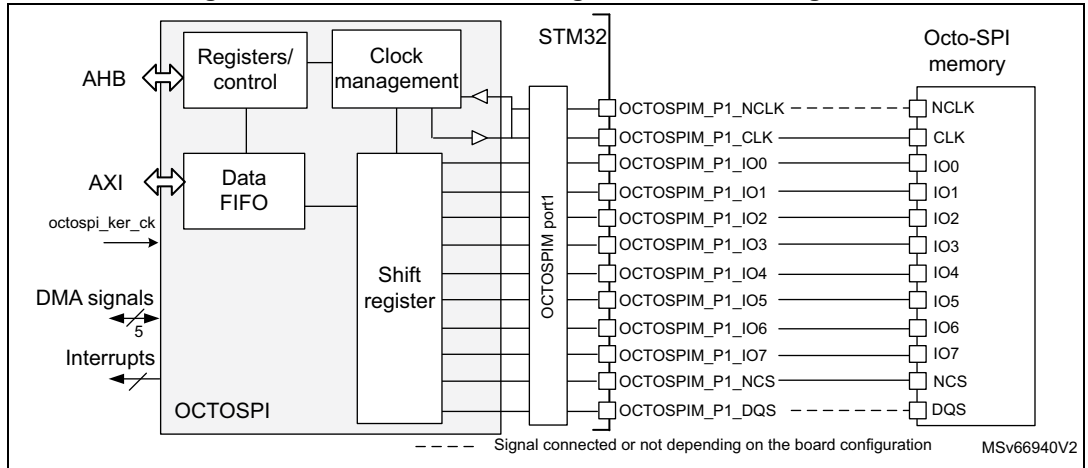 STM32
Octo-SPI
memory
Registers/
control
Clock
management
AHB
AXI
Data
FIFO
octospi_ker_ck
DMA signals
5
Interrupts
Shift
register
OCTOSPI
OCTOSPIM port1
OCTOSPIM_P1_NCLK
NCLK
OCTOSPIM_P1_CLK
CLK
OCTOSPIM_P1_IO0
IO0
OCTOSPIM_P1_IO1
IO1
OCTOSPIM_P1_IO2
IO2
OCTOSPIM_P1_IO3
IO3
OCTOSPIM_P1_IO4
IO4
OCTOSPIM_P1_IO5
IO5
OCTOSPIM_P1_IO6
IO6
OCTOSPIM_P1_IO7
IO7
OCTOSPIM_P1_NCS
NCS
OCTOSPIM_P1_DQS
DQS
Signal connected or not depending on the board configuration
MSv66940V2